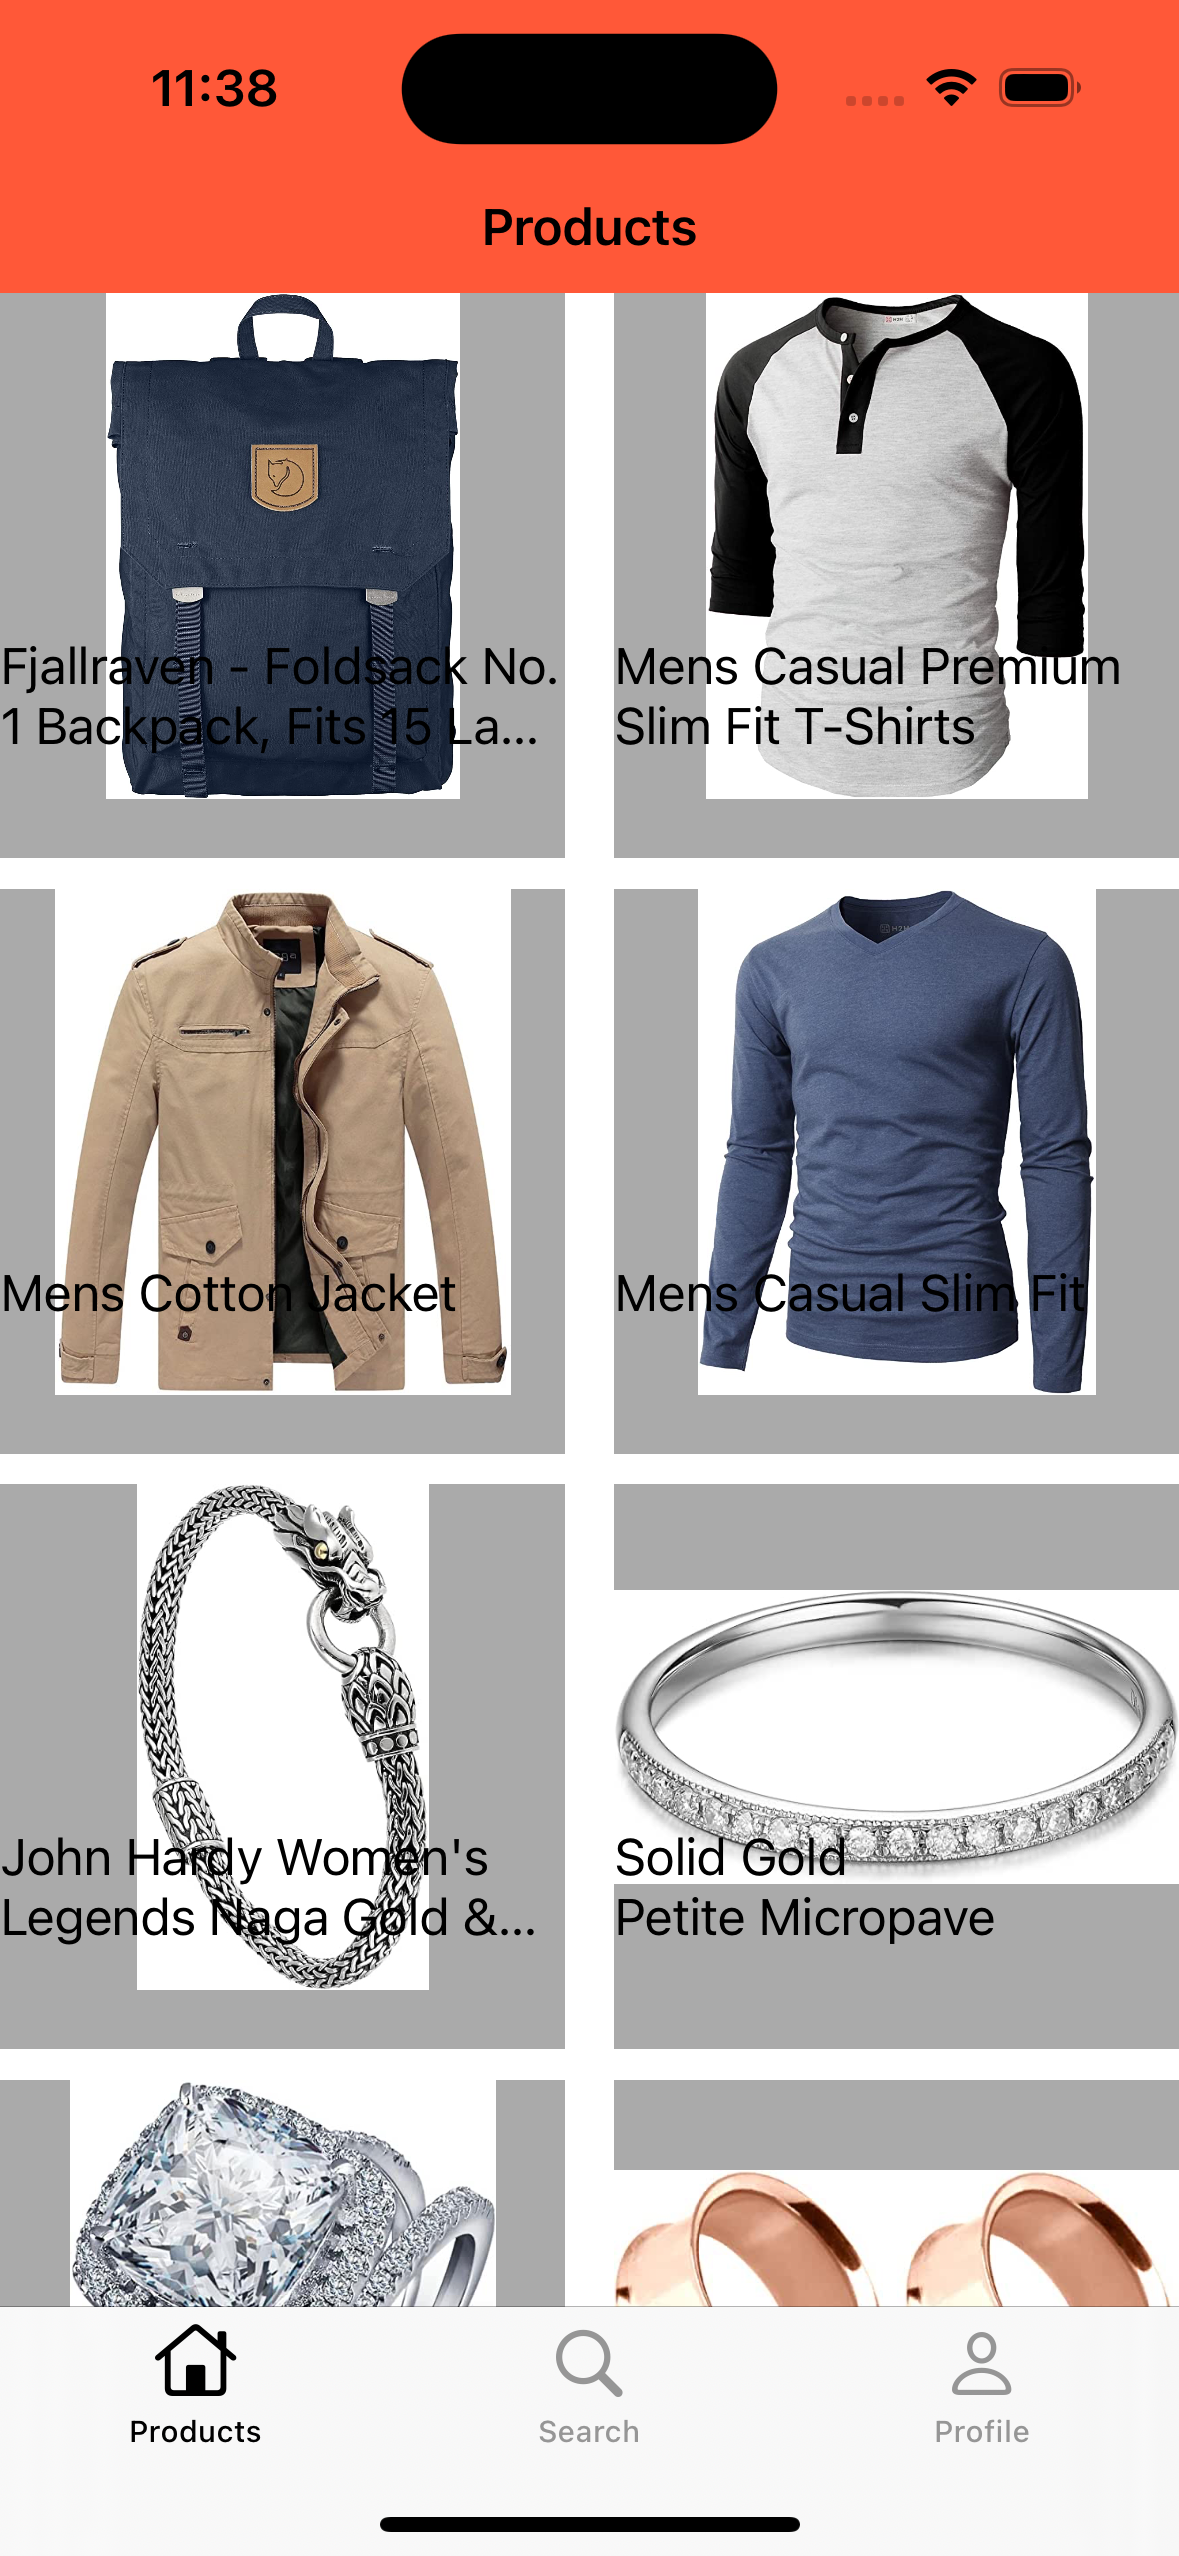 11:38
Products
Fjallraven - Foldsack No.
1 Backpack, Fits 15 La...
Mens Casual Premium
Slim Fit T-Shirts
Mens Cotton Jacket
Mens Casual Slim Fit
John Hardy Women's
Legends Naga Gold &...
Solid Gold
Petite Micropave
Products
Search
Profile